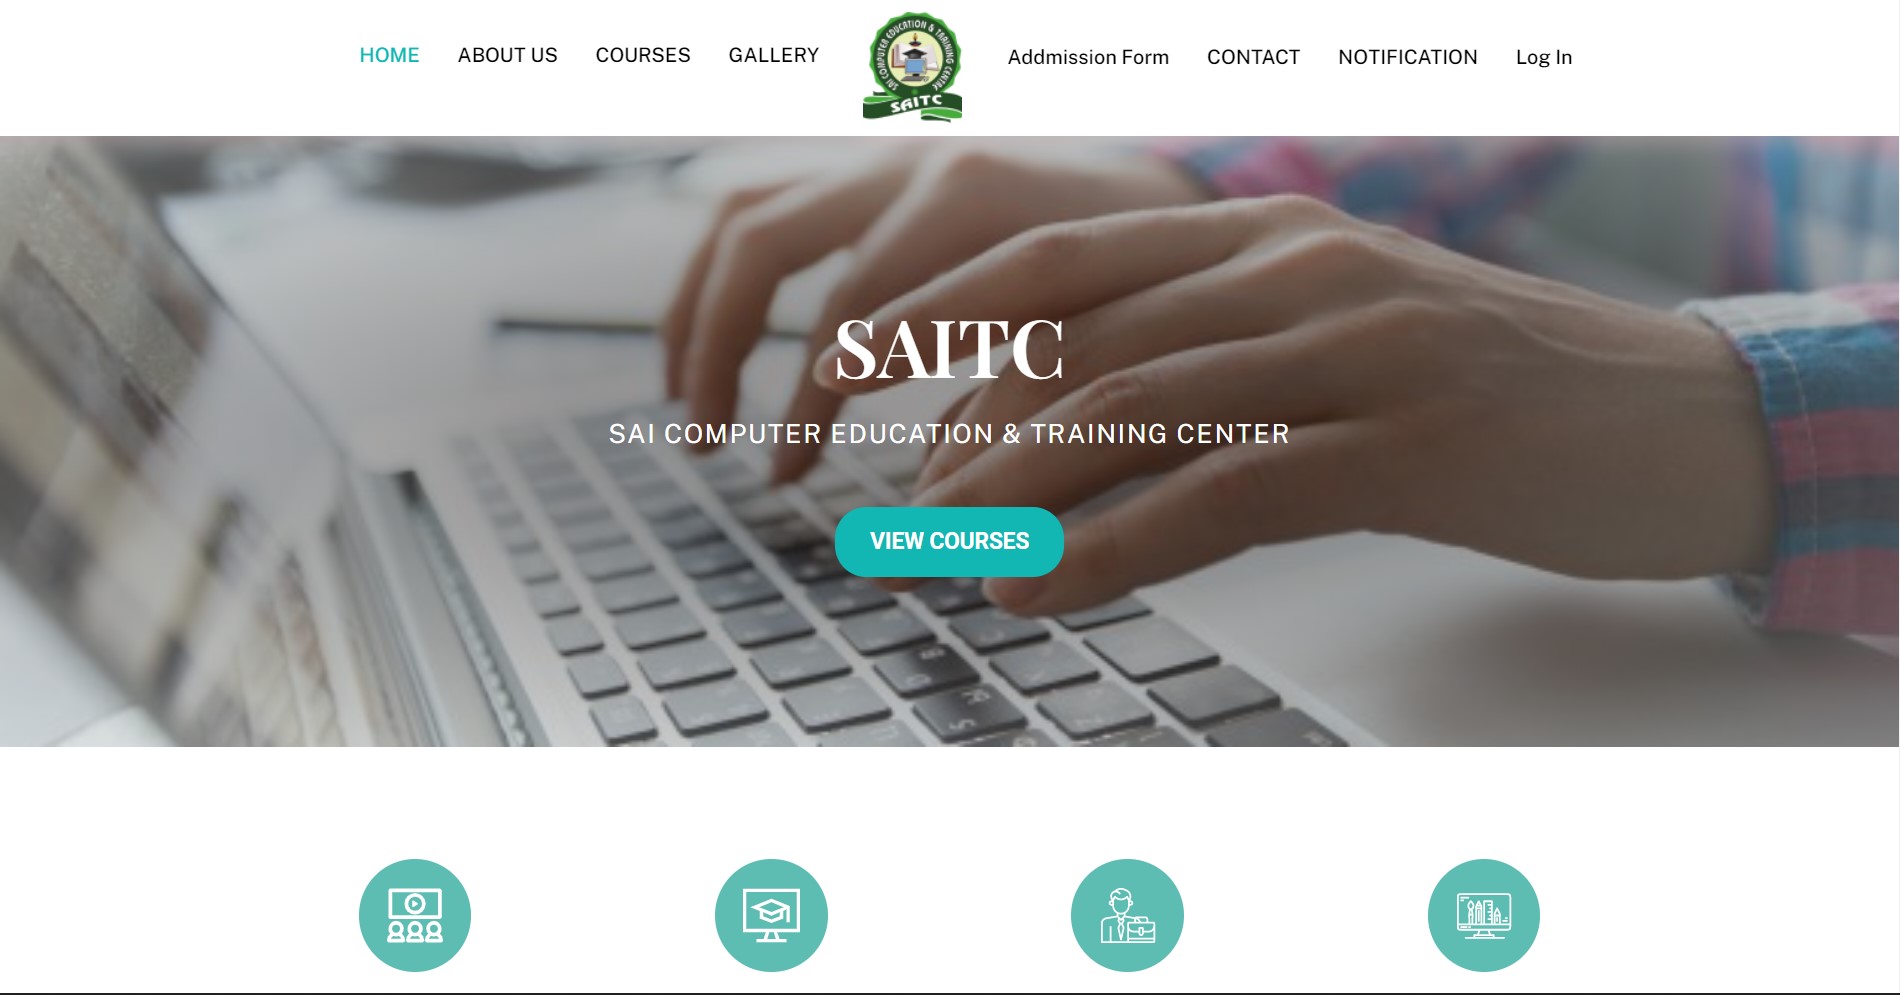 HOME ABOUT US COURSES GALLERY
SAI COMPUTER EDUCATION & TRAINING CENTRE
SAITC
Addmission Form CONTACT NOTIFICATION Log In
SAITC
SAI COMPUTER EDUCATION & TRAINING CENTER
VIEW COURSES